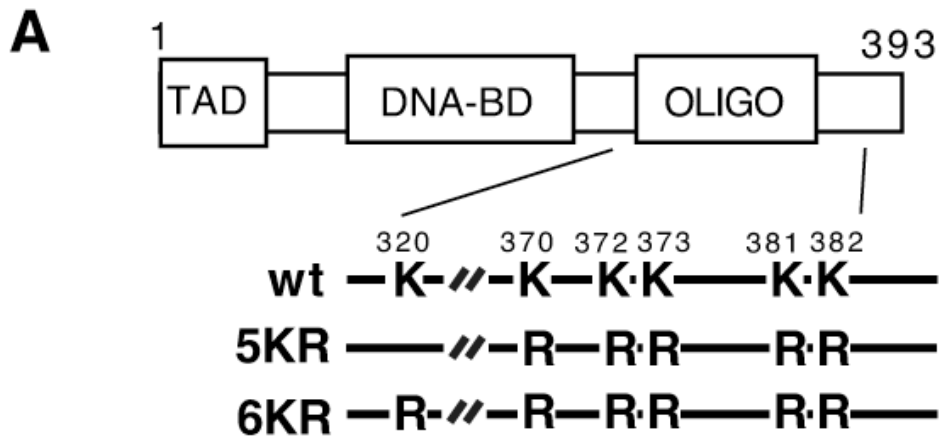 A
1 393
TAD DNA-BD OLIGO
320 370 372 373 381 382
wt K K K K K K
5KR R R R R R
6KR R R R R R R